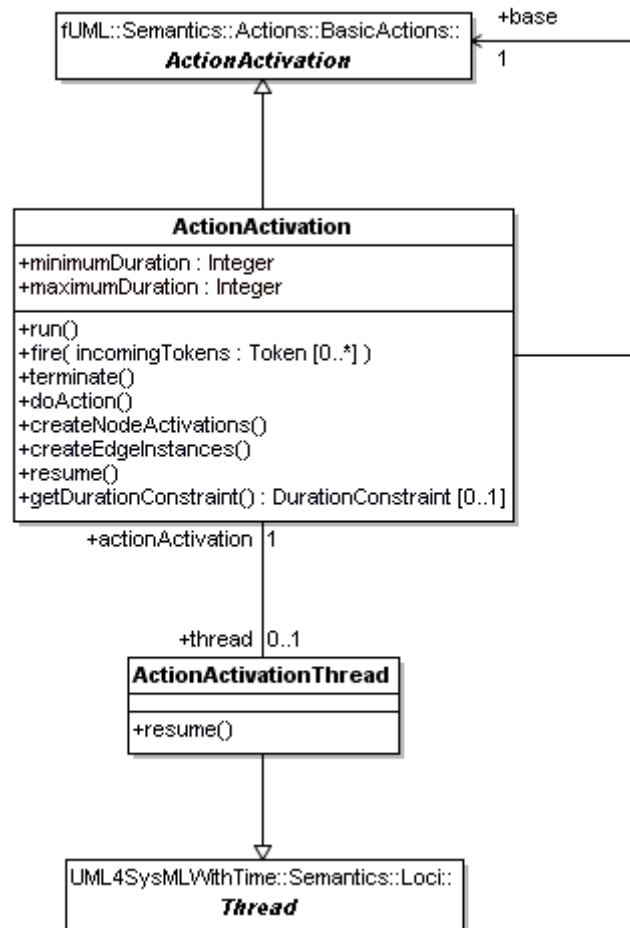 fUML::Semantics::Actions::BasicActions::
ActionActivation
+base
1
ActionActivation
+minimumDuration : Integer
+maximumDuration : Integer
+run()
+fire( incomingTokens : Token [0..*] )
+terminate()
+doAction()
+createNodeActivations()
+createEdgeInstances()
+resume()
+getDurationConstraint() : DurationConstraint [0..1]
+actionActivation 1
+thread 0..1
ActionActivationThread
+resume()
UML4SysMLWithTime::Semantics::Loci::
Thread